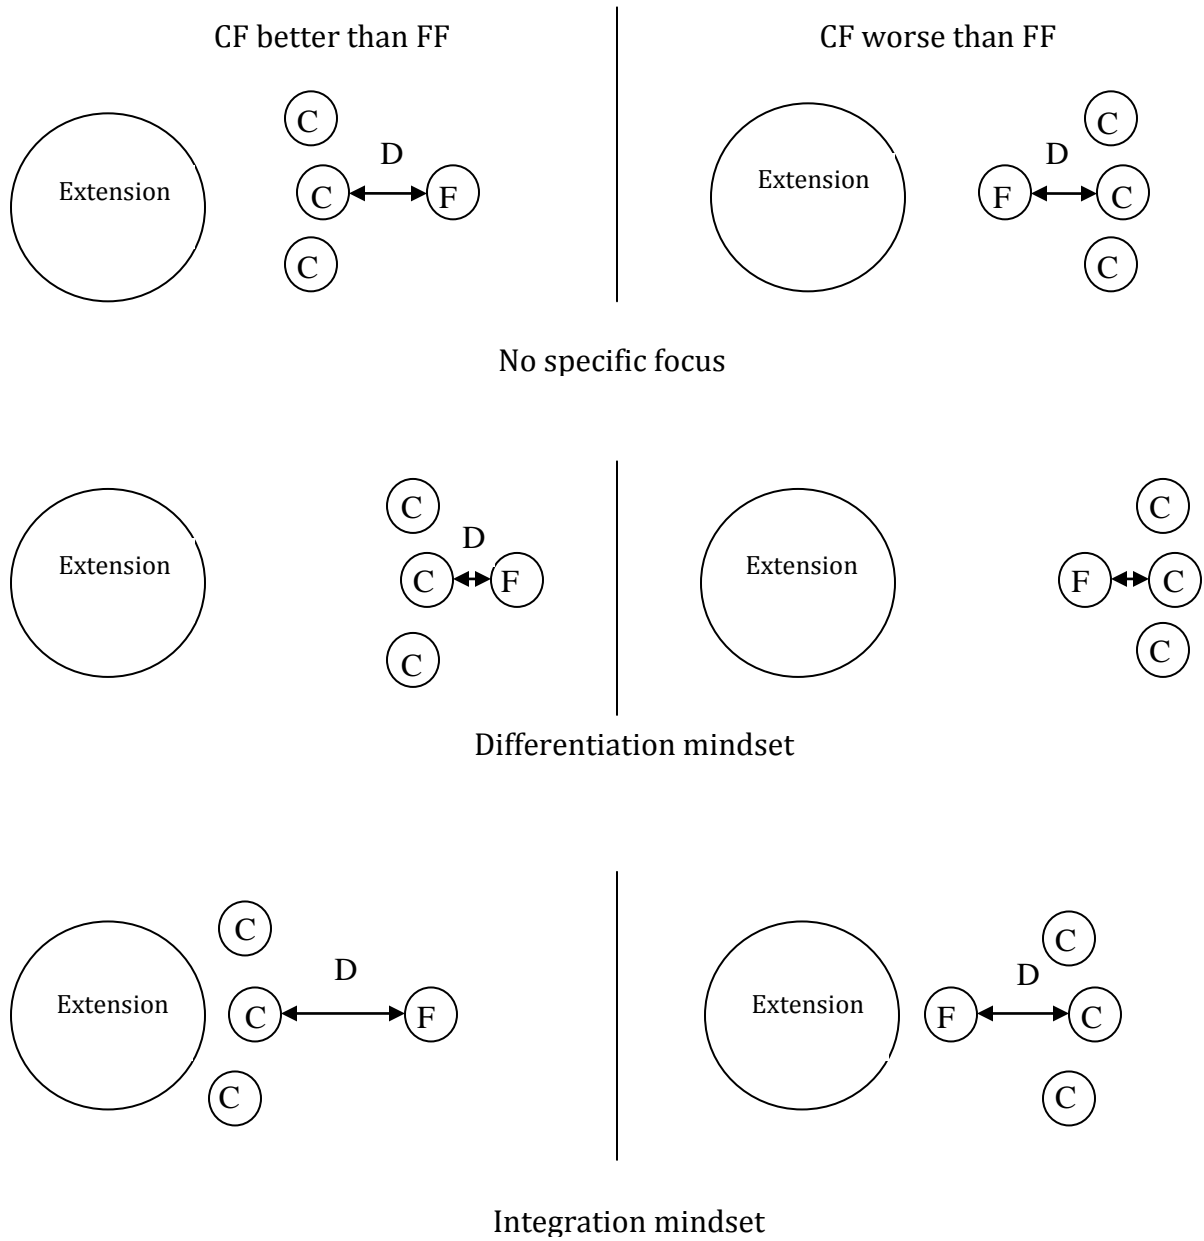 CF better than FF
CF worse than FF
C
D
Extension
C
F
C
C
D
Extension
F
C
C
No specific focus
C
D
Extension
C
F
C
C
Extension
F
C
C
Differentiation mindset
C
D
Extension
C
F
C
C
D
Extension
F
C
C
Integration mindset